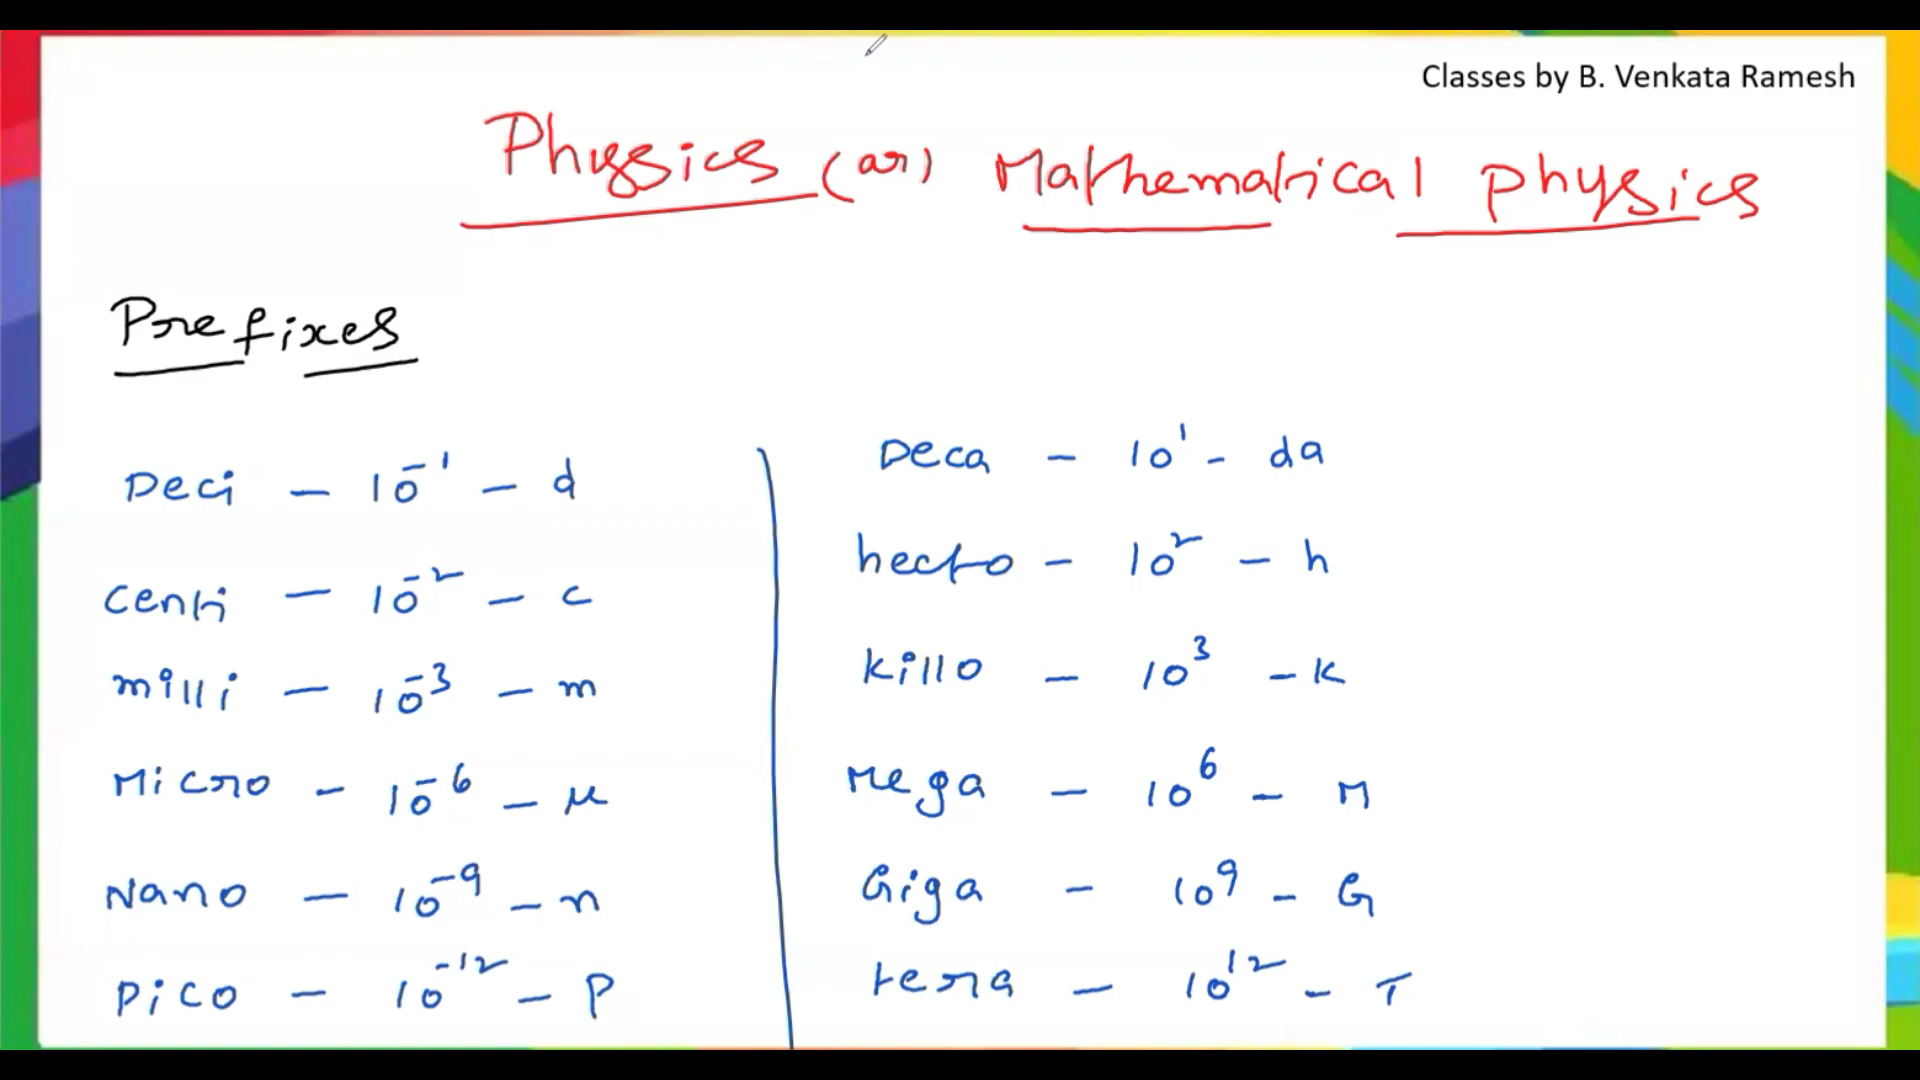 Classes by B. Venkata Ramesh
Physics (or) Mathematical physics
Prefixes
Deci - 10⁻¹ - d
centi - 10⁻² - c
milli - 10⁻³ - m
Micro - 10⁻⁶ - μ
Nano - 10⁻⁹ - n
pico - 10⁻¹² - p
Deca - 10¹ - da
hecto - 10² - h
killo - 10³ - k
Mega - 10⁶ - M
Giga - 10⁹ - G
tera - 10¹² - T